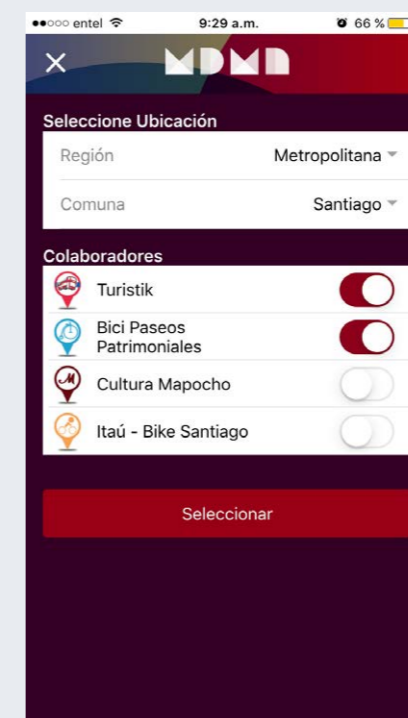 entel 9:29 a.m. 66 %
MDMN
Seleccione Ubicación
Región Metropolitana
Comuna Santiago
Colaboradores
Turistik
Bici Paseos
Patrimoniales
M Cultura Mapocho
Itaú - Bike Santiago
Seleccionar